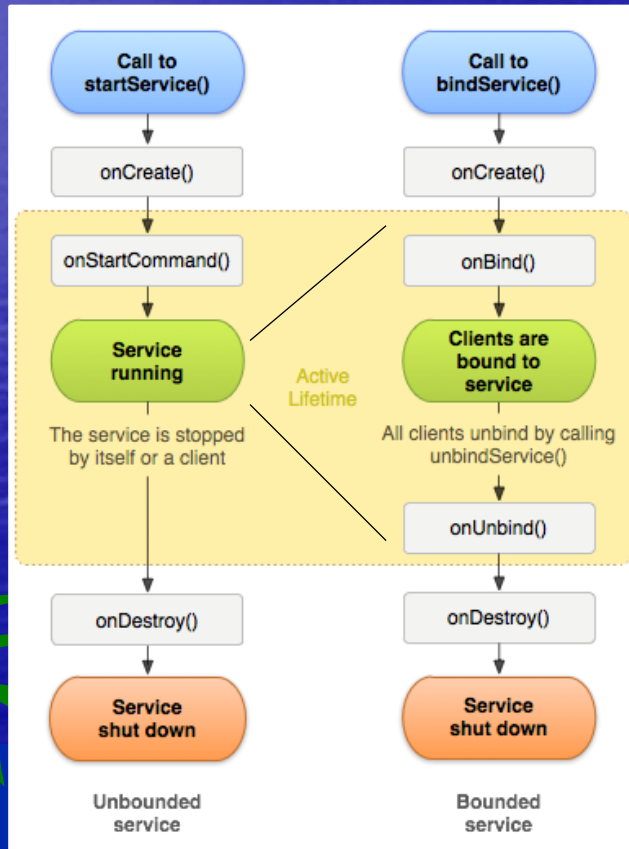 Call to
startService()
onCreate()
onStartCommand()
Service
running
The service is stopped
by itself or a client
onDestroy()
Service
shut down
Unbounded
service
Active
Lifetime
Call to
bindService()
onCreate()
onBind()
Clients are
bound to
service
All clients unbind by calling
unbindService()
onUnbind()
onDestroy()
Service
shut down
Bounded
service